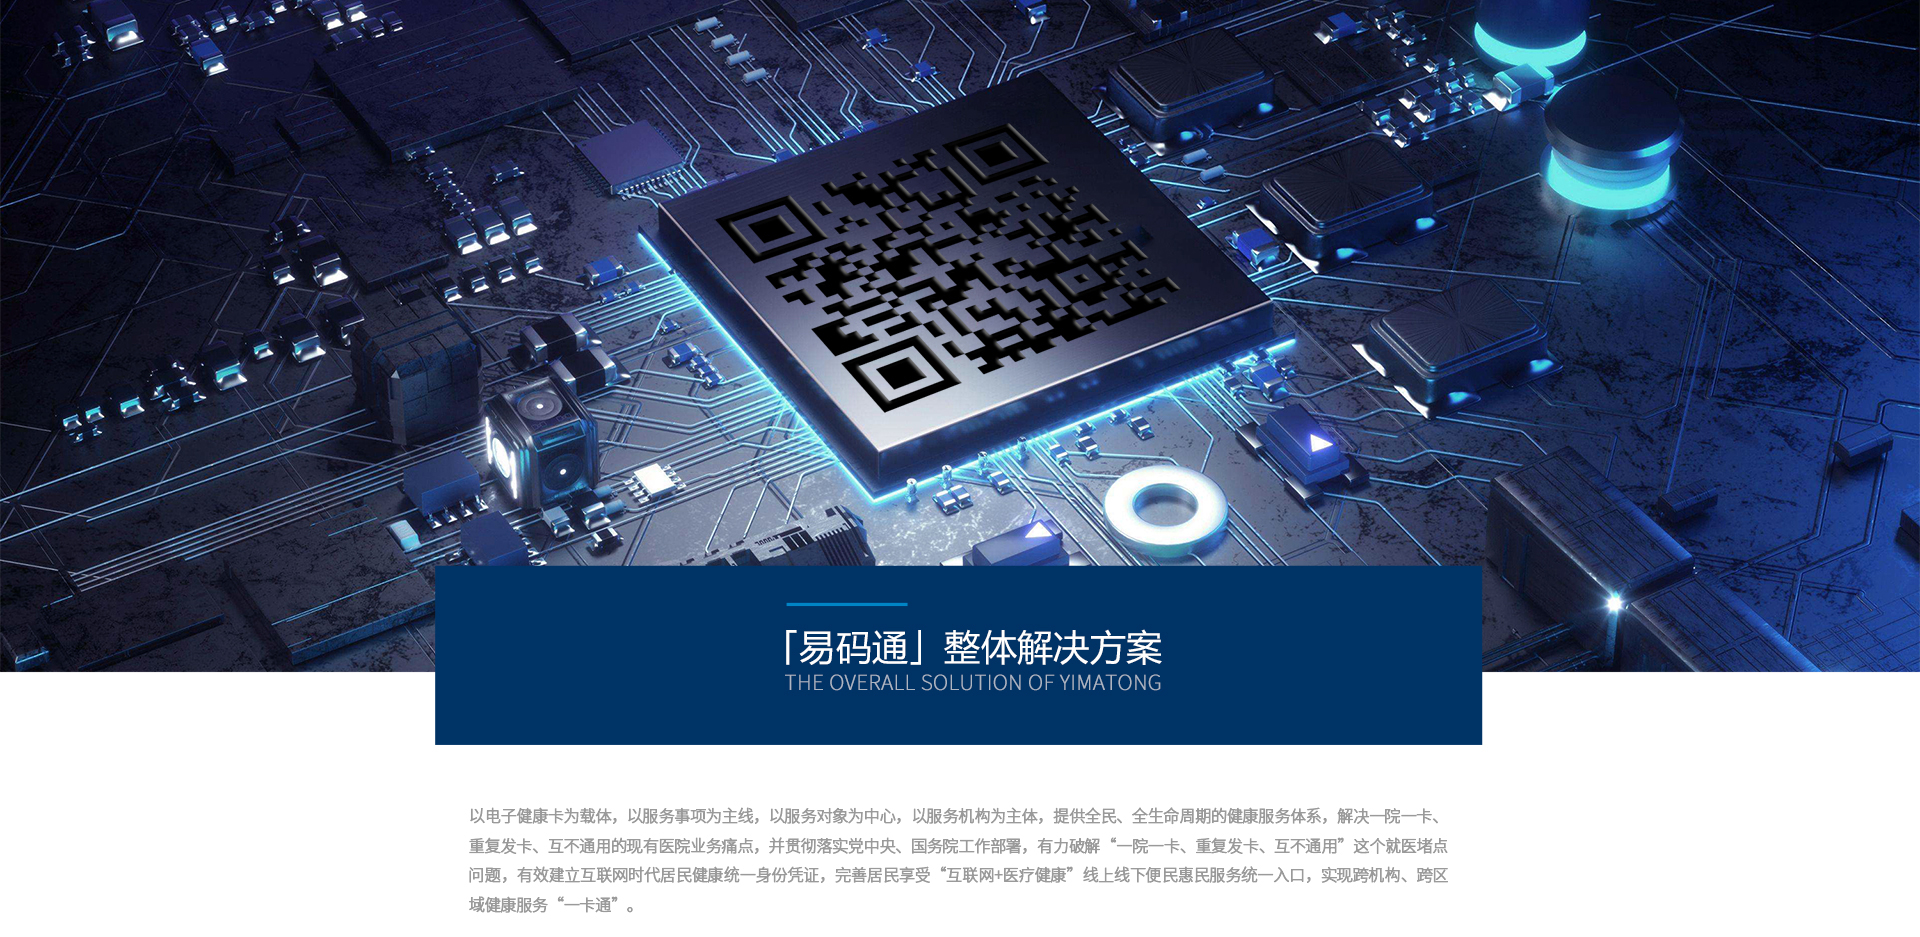 「易码通」整体解决方案
THE OVERALL SOLUTION OF YIMATONG
以电子健康卡为载体，以服务事项为主线，以服务对象为中心，以服务机构为主体，提供全民、全生命周期的健康服务体系，解决一院一卡、
重复发卡、互不通用的现有医院业务痛点，并贯彻落实党中央、国务院工作部署，有力破解“一院一卡、重复发卡、互不通用”这个就医堵点
问题，有效建立互联网时代居民健康统一身份凭证，完善居民享受“互联网+医疗健康”线上线下便民惠民服务统一入口，实现跨机构、跨区
域健康服务“一卡通”。